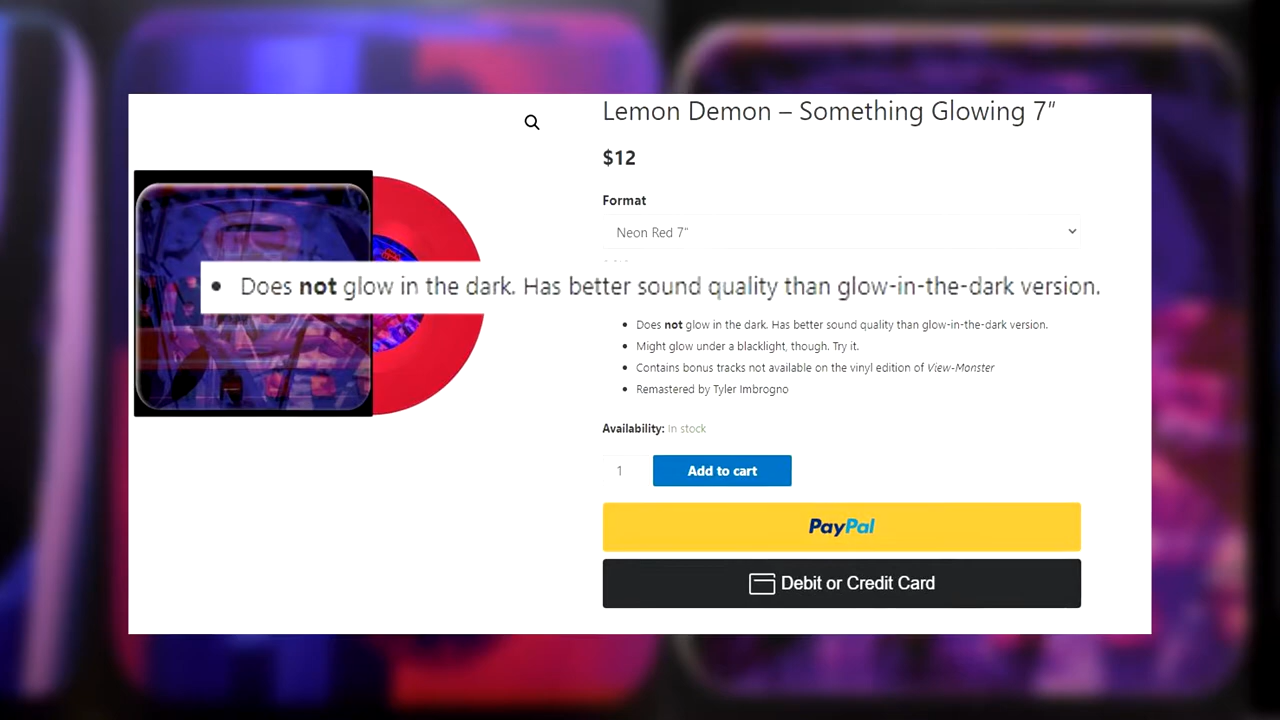 Lemon Demon – Something Glowing 7″
$12
Format
Neon Red 7"
• Does not glow in the dark. Has better sound quality than glow-in-the-dark version.
• Does not glow in the dark. Has better sound quality than glow-in-the-dark version.
• Might glow under a blacklight, though. Try it.
• Contains bonus tracks not available on the vinyl edition of View-Monster
• Remastered by Tyler Imbrogno
Availability: In stock
1 Add to cart
PayPal
Debit or Credit Card